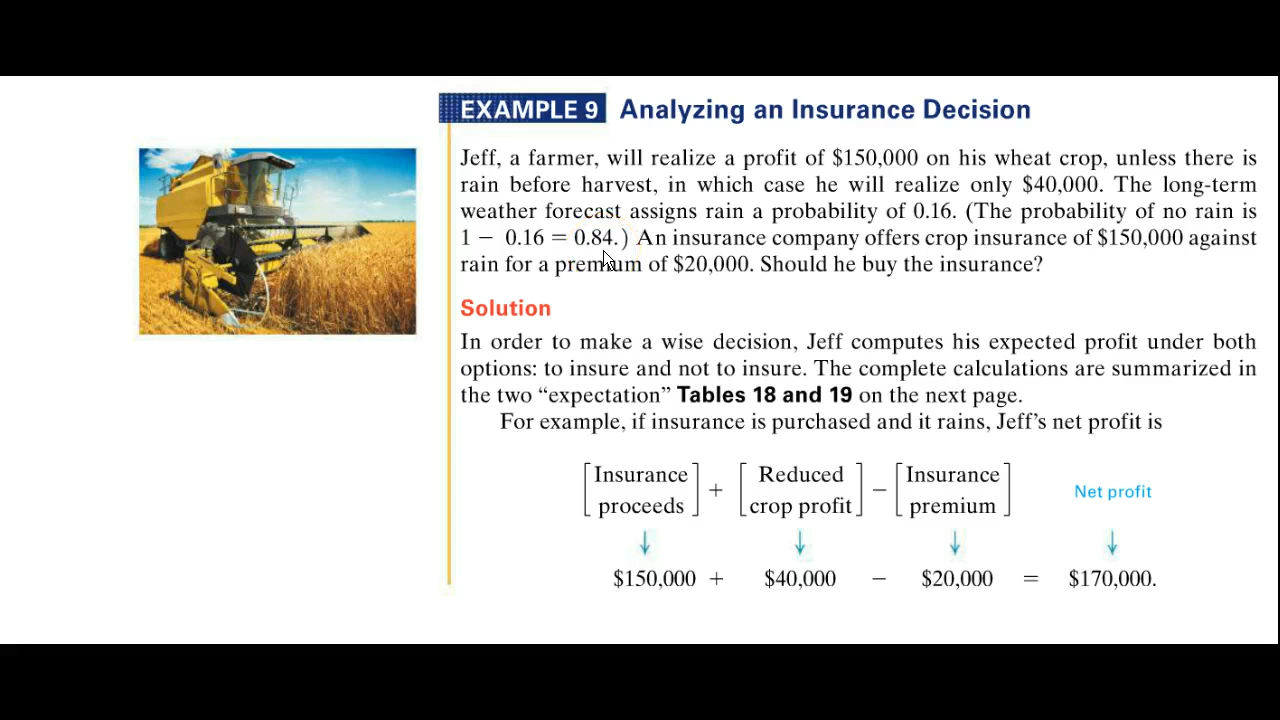 EXAMPLE 9 Analyzing an Insurance Decision
Jeff, a farmer, will realize a profit of $150,000 on his wheat crop, unless there is
rain before harvest, in which case he will realize only $40,000. The long-term
weather forecast assigns rain a probability of 0.16. (The probability of no rain is
1 − 0.16 = 0.84.) An insurance company offers crop insurance of $150,000 against
rain for a premium of $20,000. Should he buy the insurance?
Solution
In order to make a wise decision, Jeff computes his expected profit under both
options: to insure and not to insure. The complete calculations are summarized in
the two “expectation” Tables 18 and 19 on the next page.
For example, if insurance is purchased and it rains, Jeff’s net profit is
[Insurance proceeds] + [Reduced crop profit] − [Insurance premium] Net profit
↓ ↓ ↓ ↓
$150,000 + $40,000 − $20,000 = $170,000.